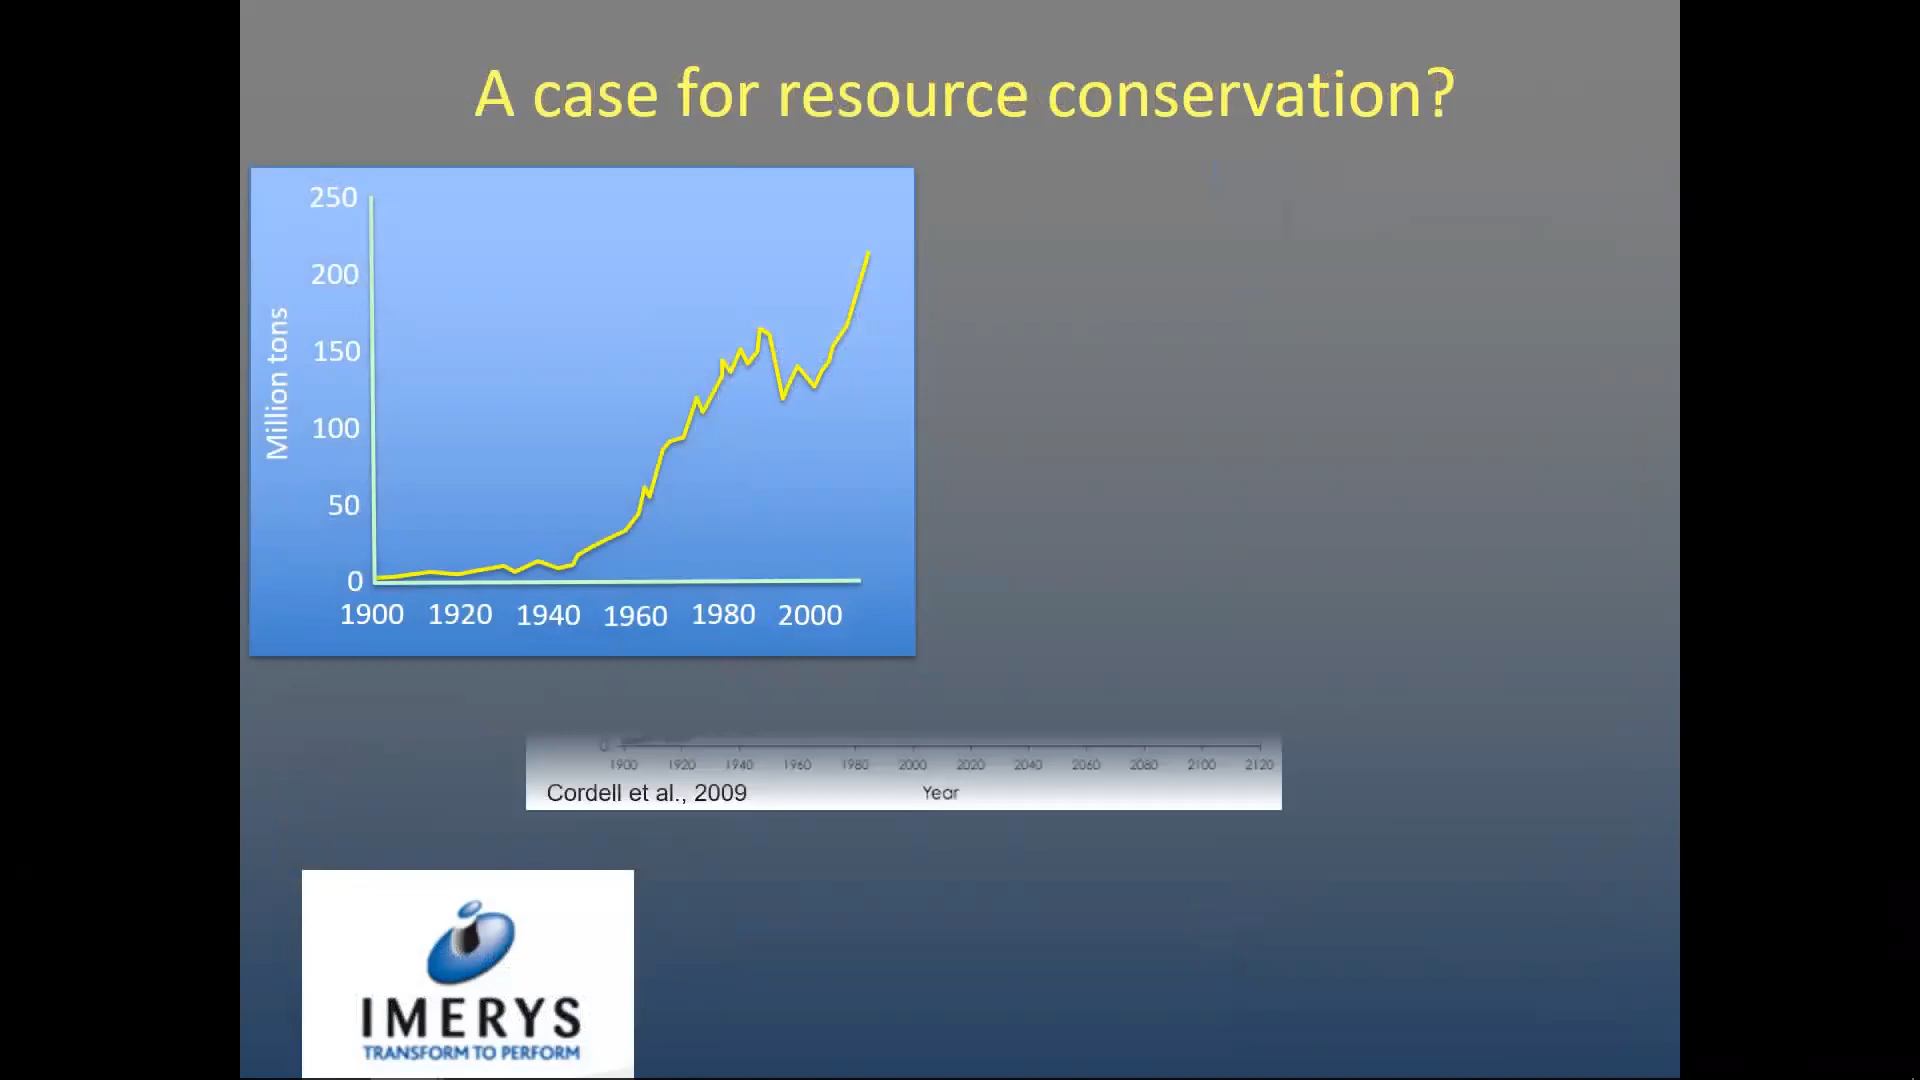 A case for resource conservation?
250
200
150
100
50
0
Million tons
1900 1920 1940 1960 1980 2000
0
1900 1920 1940 1960 1980 2000 2020 2040 2060 2080 2100 2120
Cordell et al., 2009 Year
IMERYS
TRANSFORM TO PERFORM